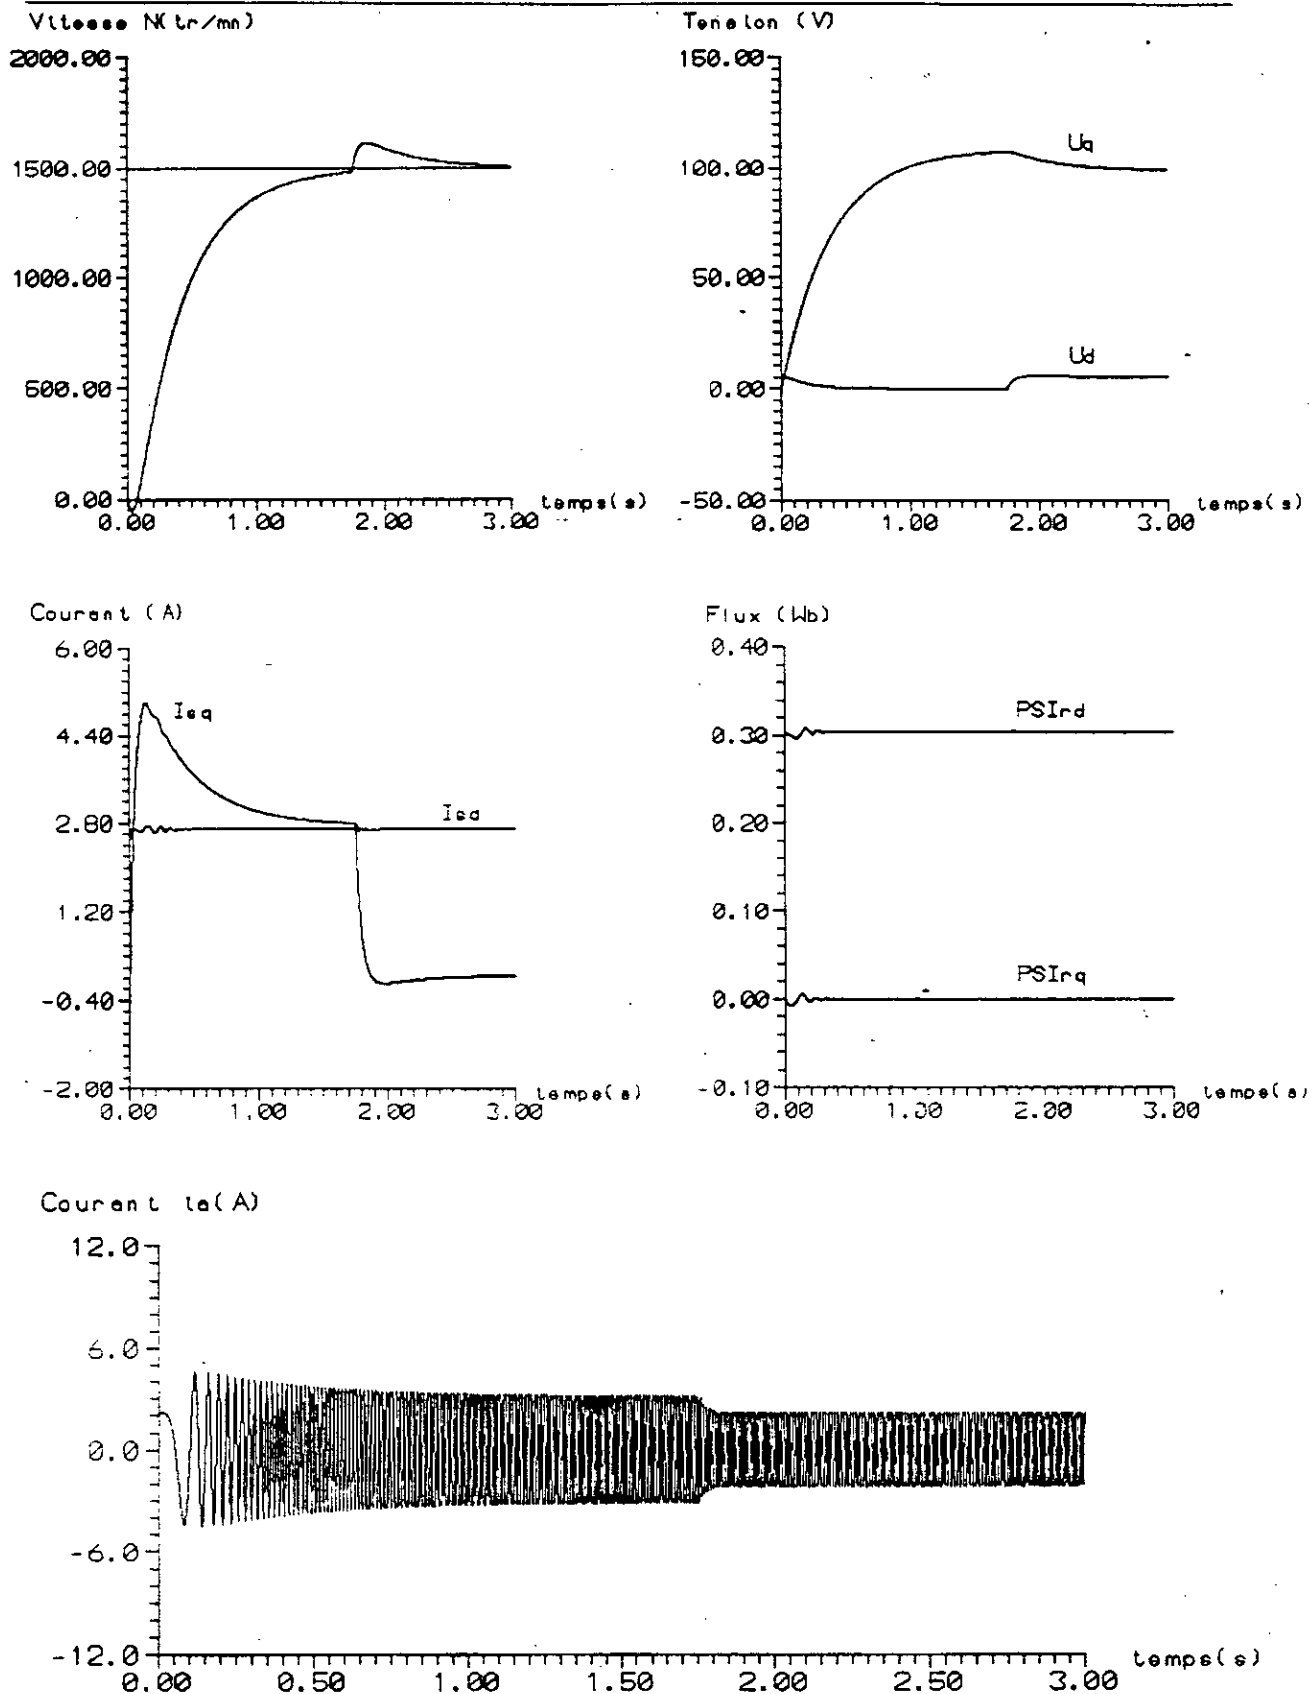 Vitesse N(tr/mn)
2000.00
1500.00
1000.00
500.00
0.00
0.00 1.00 2.00 3.00
temps(s)
Tension (V)
150.00
100.00
50.00
0.00
-50.00
Uq
Ud
0.00 1.00 2.00 3.00
temps(s)
Courant (A)
6.00
4.40
2.80
1.20
-0.40
-2.00
Isq
Isd
0.00 1.00 2.00 3.00
temps(s)
Flux (Wb)
0.40
0.30
0.20
0.10
0.00
-0.10
PSIrd
PSIrq
0.00 1.00 2.00 3.00
temps(s)
Courant ia(A)
12.0
6.0
0.0
-6.0
-12.0
0.00 0.50 1.00 1.50 2.00 2.50 3.00
temps(s)